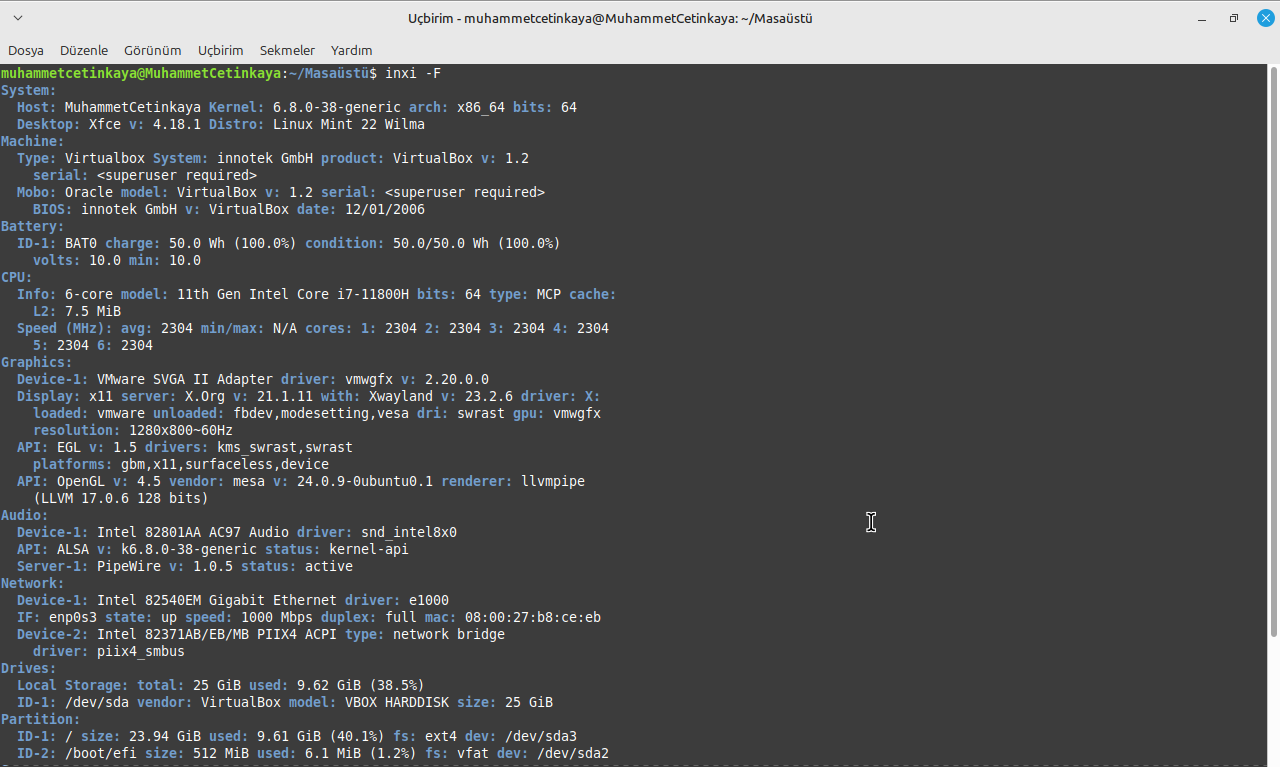 Uçbirim - muhammetcetinkaya@MuhammetCetinkaya: ~/Masaüstü
Dosya Düzenle Görünüm Uçbirim Sekmeler Yardım
muhammetcetinkaya@MuhammetCetinkaya:~/Masaüstü$ inxi -F
System:
  Host: MuhammetCetinkaya Kernel: 6.8.0-38-generic arch: x86_64 bits: 64
  Desktop: Xfce v: 4.18.1 Distro: Linux Mint 22 Wilma
Machine:
  Type: Virtualbox System: innotek GmbH product: VirtualBox v: 1.2
    serial: <superuser required>
  Mobo: Oracle model: VirtualBox v: 1.2 serial: <superuser required>
    BIOS: innotek GmbH v: VirtualBox date: 12/01/2006
Battery:
  ID-1: BAT0 charge: 50.0 Wh (100.0%) condition: 50.0/50.0 Wh (100.0%)
    volts: 10.0 min: 10.0
CPU:
  Info: 6-core model: 11th Gen Intel Core i7-11800H bits: 64 type: MCP cache:
    L2: 7.5 MiB
  Speed (MHz): avg: 2304 min/max: N/A cores: 1: 2304 2: 2304 3: 2304 4: 2304
    5: 2304 6: 2304
Graphics:
  Device-1: VMware SVGA II Adapter driver: vmwgfx v: 2.20.0.0
  Display: x11 server: X.Org v: 21.1.11 with: Xwayland v: 23.2.6 driver: X:
    loaded: vmware unloaded: fbdev,modesetting,vesa dri: swrast gpu: vmwgfx
    resolution: 1280x800~60Hz
  API: EGL v: 1.5 drivers: kms_swrast,swrast
    platforms: gbm,x11,surfaceless,device
  API: OpenGL v: 4.5 vendor: mesa v: 24.0.9-0ubuntu0.1 renderer: llvmpipe
    (LLVM 17.0.6 128 bits)
Audio:
  Device-1: Intel 82801AA AC97 Audio driver: snd_intel8x0
  API: ALSA v: k6.8.0-38-generic status: kernel-api
  Server-1: PipeWire v: 1.0.5 status: active
Network:
  Device-1: Intel 82540EM Gigabit Ethernet driver: e1000
  IF: enp0s3 state: up speed: 1000 Mbps duplex: full mac: 08:00:27:b8:ce:eb
  Device-2: Intel 82371AB/EB/MB PIIX4 ACPI type: network bridge
    driver: piix4_smbus
Drives:
  Local Storage: total: 25 GiB used: 9.62 GiB (38.5%)
  ID-1: /dev/sda vendor: VirtualBox model: VBOX HARDDISK size: 25 GiB
Partition:
  ID-1: / size: 23.94 GiB used: 9.61 GiB (40.1%) fs: ext4 dev: /dev/sda3
  ID-2: /boot/efi size: 512 MiB used: 6.1 MiB (1.2%) fs: vfat dev: /dev/sda2